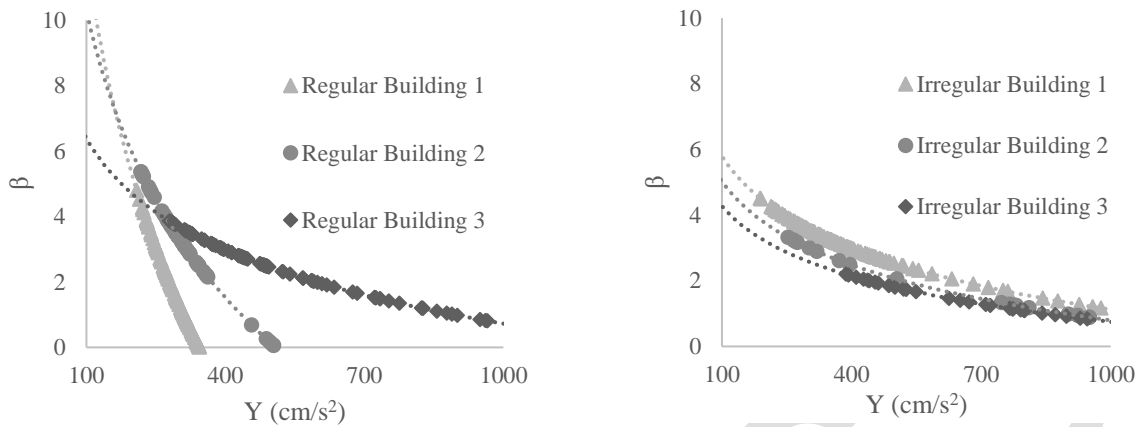 10
8
6
4
2
0
β
100
400
700
1000
Y (cm/s²)
Regular Building 1
Regular Building 2
Regular Building 3
10
8
6
4
2
0
β
100
400
700
1000
Y (cm/s²)
Irregular Building 1
Irregular Building 2
Irregular Building 3